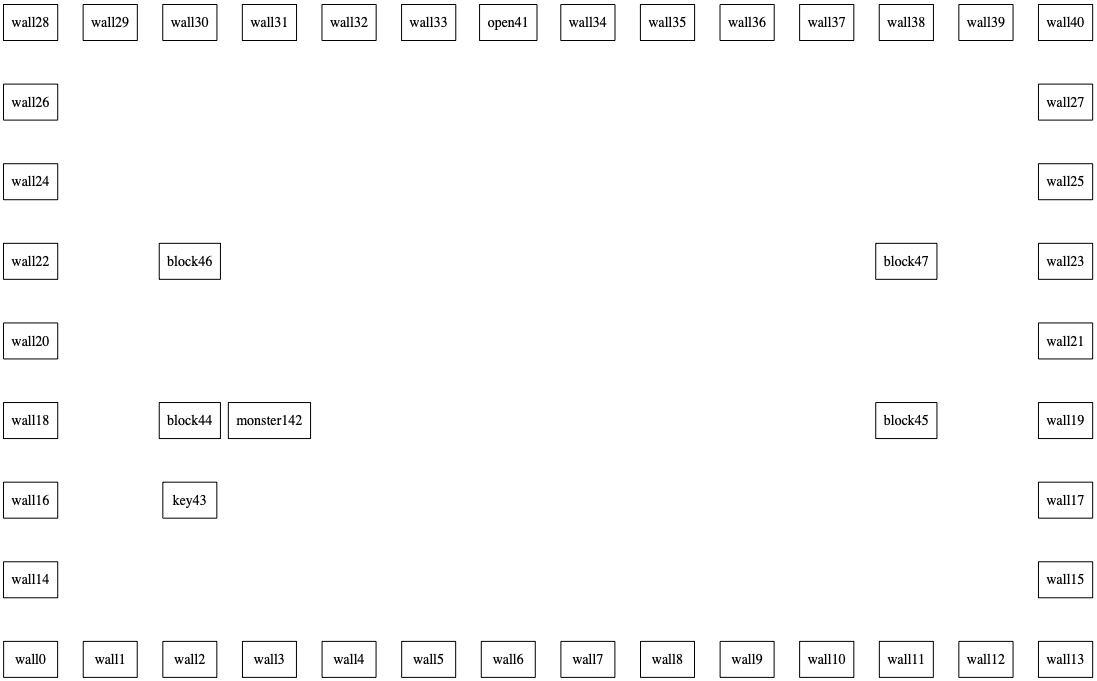 wall28 wall29 wall30 wall31 wall32 wall33 open41 wall34 wall35 wall36 wall37 wall38 wall39 wall40
wall26 wall27
wall24 wall25
wall22 block46 block47 wall23
wall20 wall21
wall18 block44 monster142 block45 wall19
wall16 key43 wall17
wall14 wall15
wall0 wall1 wall2 wall3 wall4 wall5 wall6 wall7 wall8 wall9 wall10 wall11 wall12 wall13